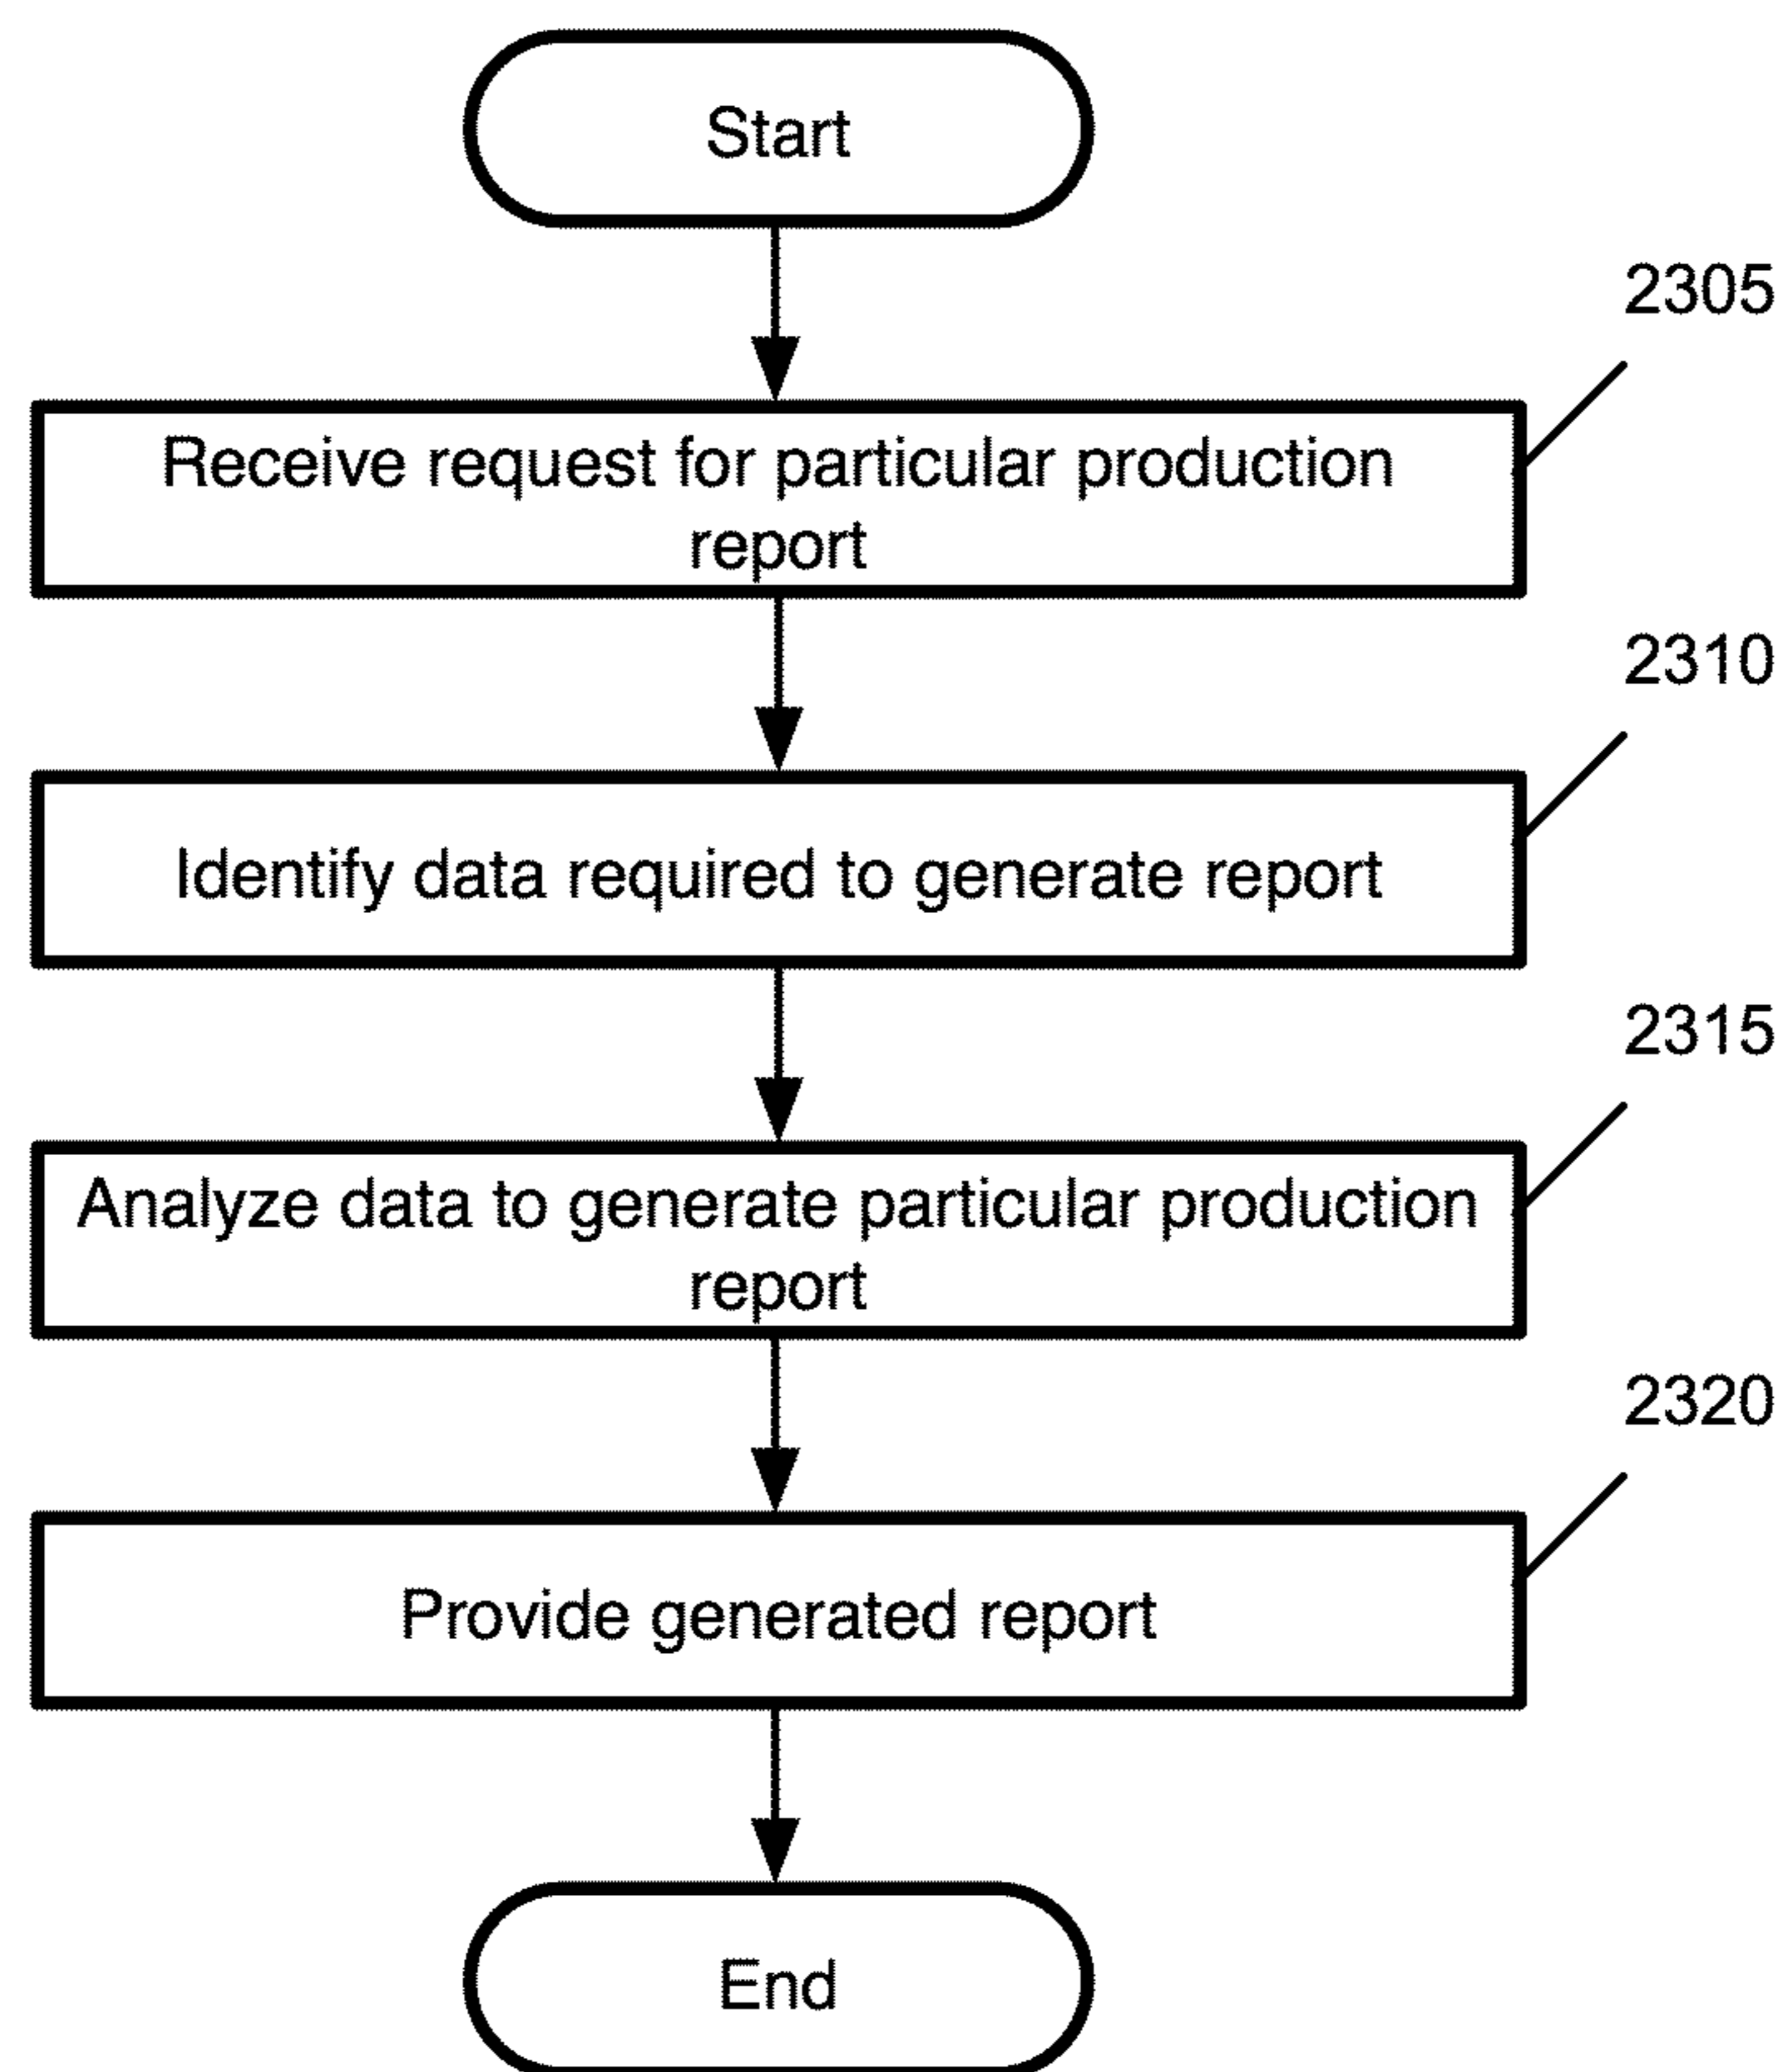 Start
2305
Receive request for particular production
report
2310
Identify data required to generate report
2315
Analyze data to generate particular production
report
2320
Provide generated report
End